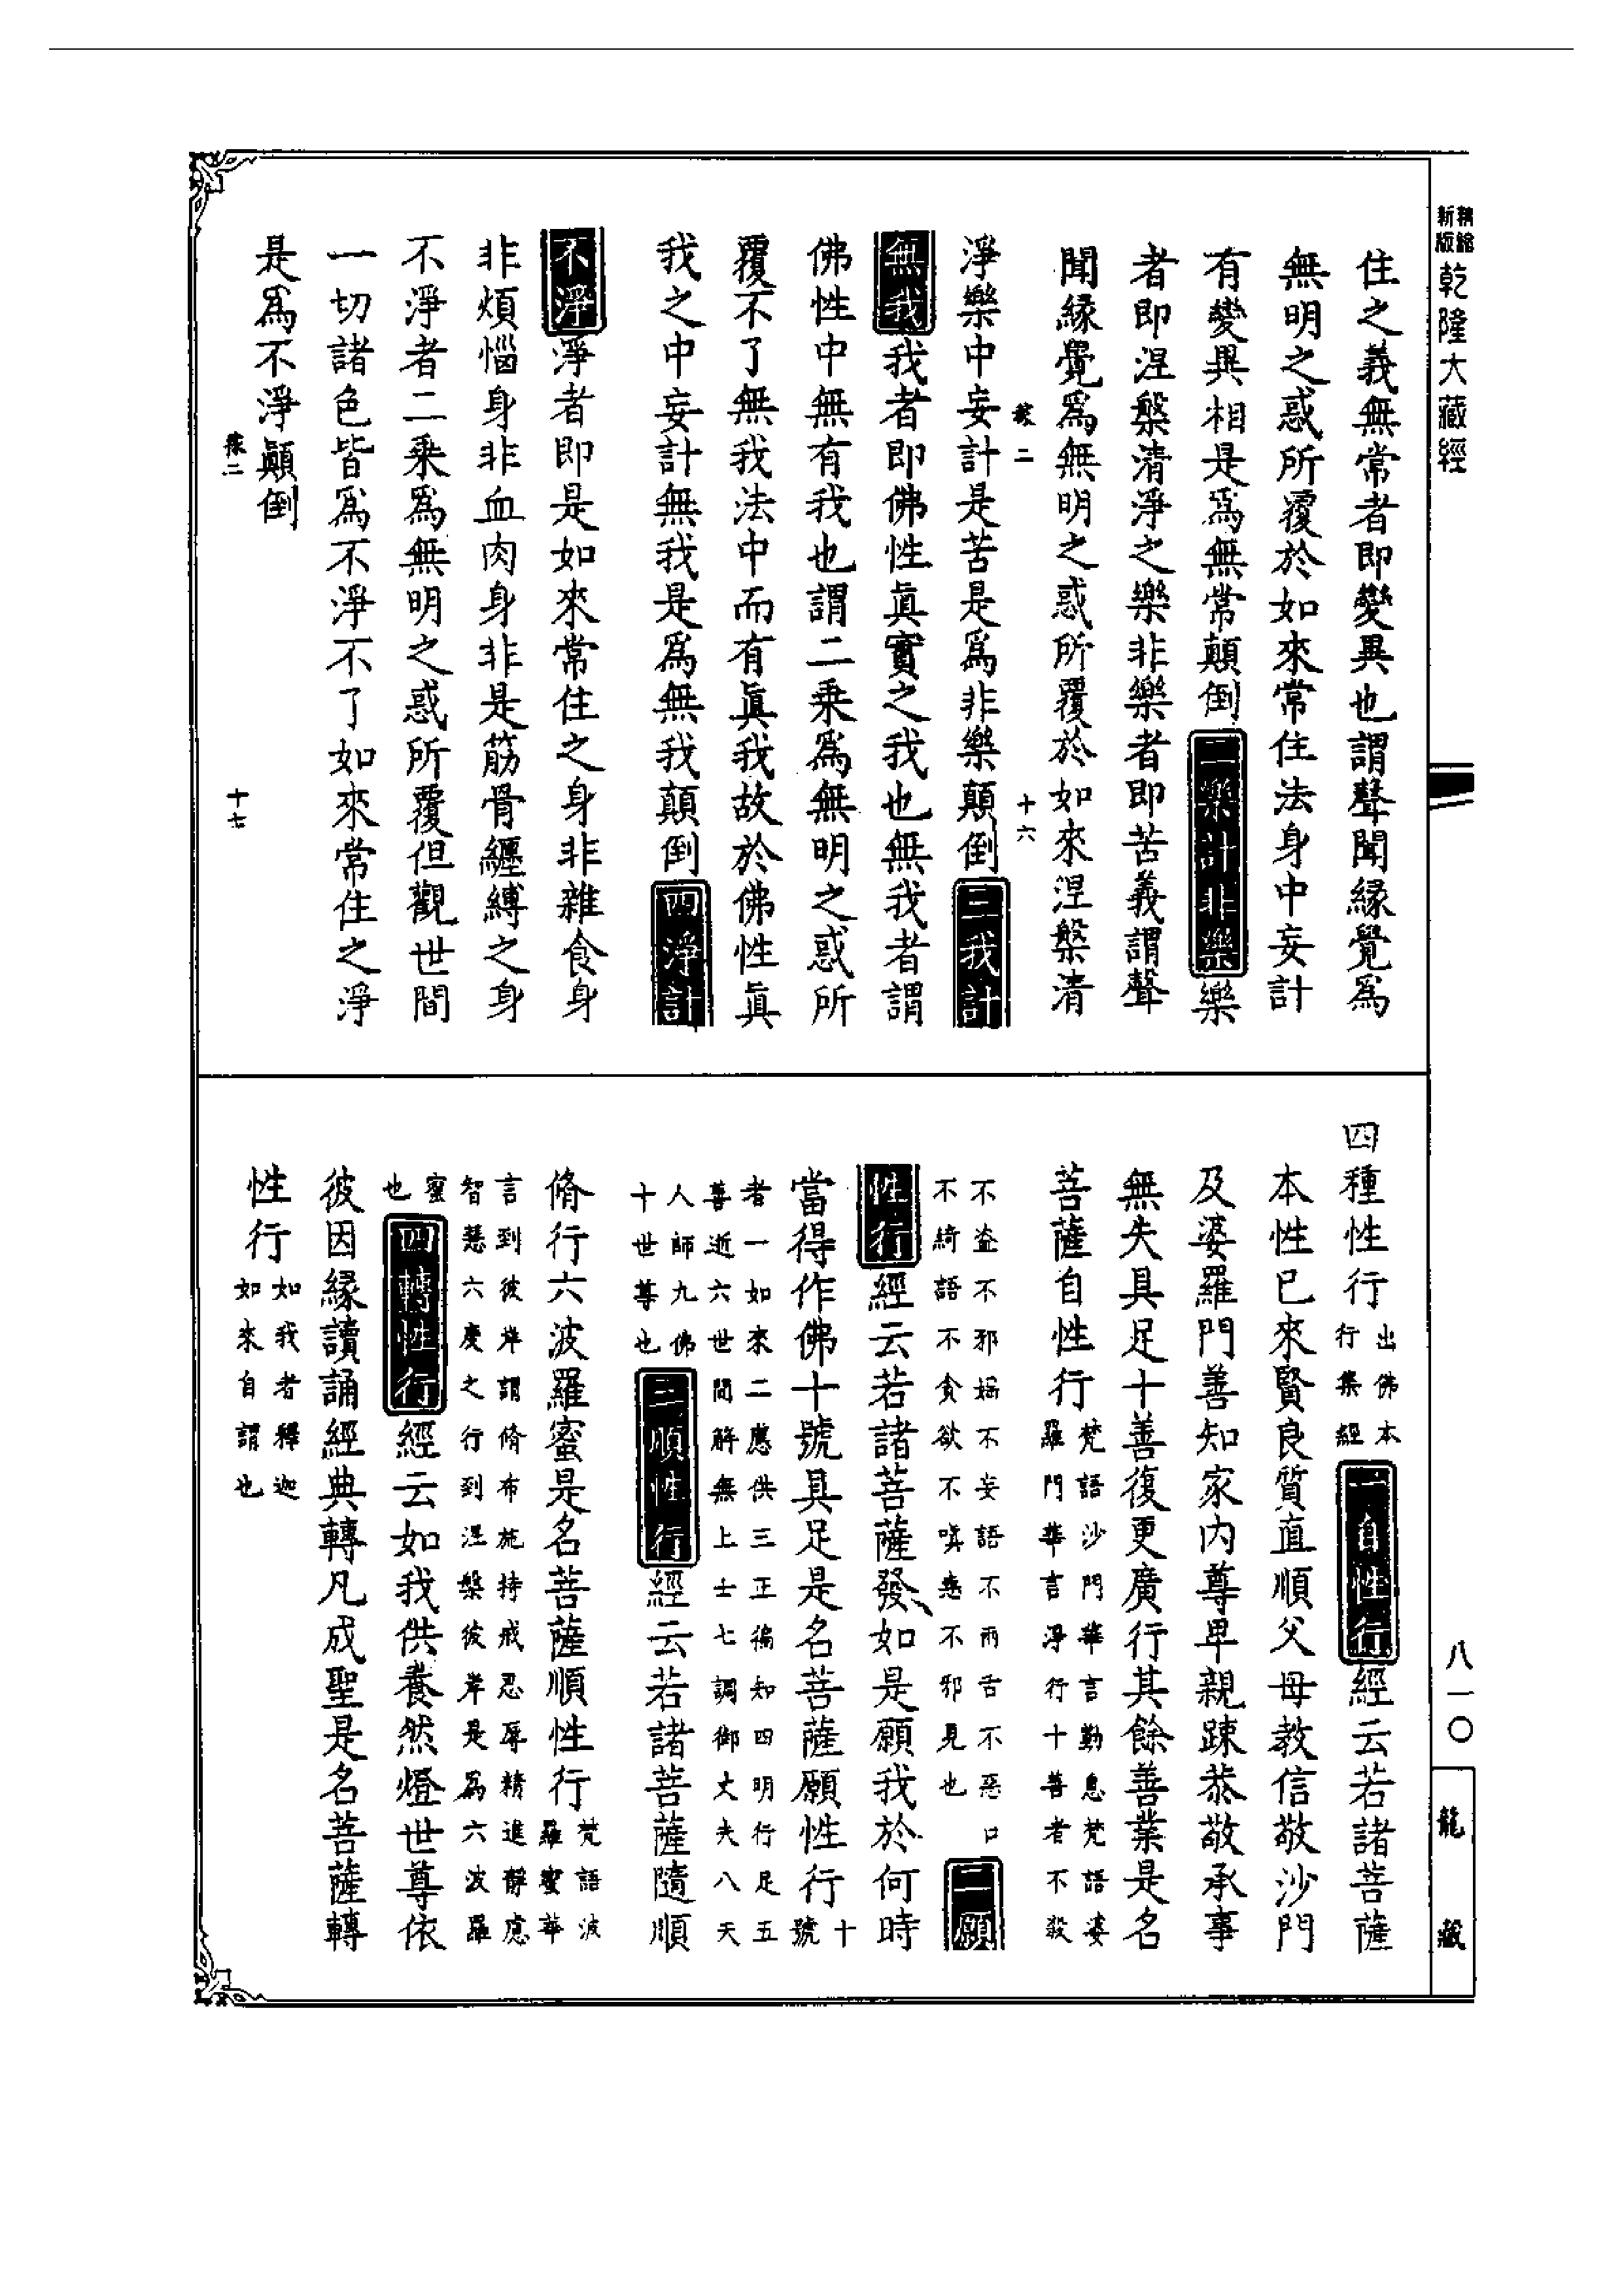 精縮
新版
乾隆大藏經
住之義無常者即變異也謂聲聞緣覺爲
無明之惑所覆於如來常住法身中妄計
有變異相是爲無常顛倒二樂計非樂樂
者即涅槃清淨之樂非樂者即苦義謂聲
聞緣覺爲無明之惑所覆於如來涅槃清
二
十六
淨樂中妄計是苦是爲非樂顛倒三我計
無我我者即佛性眞實之我也無我者謂
佛性中無有我也謂二乘爲無明之惑所
覆不了無我法中而有眞我故於佛性眞
我之中妄計無我是爲無我顛倒四淨計
不淨淨者即是如來常住之身非雜食身
非煩惱身非血肉身非是筋骨纏縛之身
不淨者二乘爲無明之惑所覆但觀世間
一切諸色皆爲不淨不了如來常住之淨
是爲不淨顚倒
二
十七
四種性行出佛本行集經一自性行經云若諸菩薩
本性已來賢良質直順父母教信敬沙門
及婆羅門善知家內尊卑親踈恭敬承事
無失具足十善復更廣行其餘善業是名
菩薩自性行梵語沙門華言勤息梵語婆羅門華言淨行十善者不殺
不盜不邪婬不妄語不兩舌不惡口不綺語不貪欲不嗔恚不邪見也二願
性行經云若諸菩薩發如是願我於何時
當得作佛十號具足是名菩薩願性行十號
者一如來二應供三正徧知四明行足五善逝六世間解無上士七調御丈夫八天
人師九佛十世尊也三順性行經云若諸菩薩隨順
脩行六波羅蜜是名菩薩順性行梵語波羅蜜華
言到彼岸謂脩布施持戒忍辱精進靜慮智慧六度之行到涅槃彼岸是爲六波羅
蜜也四轉性行經云如我供養然燈世尊依
彼因緣讀誦經典轉凡成聖是名菩薩轉
性行如我者釋迦如來自謂也
八一〇
龍藏